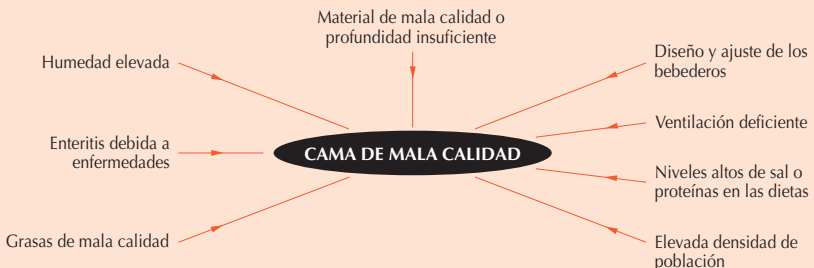 Material de mala calidad o
profundidad insuficiente
Humedad elevada
Diseño y ajuste de los
bebederos
Ventilación deficiente
Enteritis debida a
enfermedades
CAMA DE MALA CALIDAD
Niveles altos de sal o
proteínas en las dietas
Grasas de mala calidad
Elevada densidad de
población